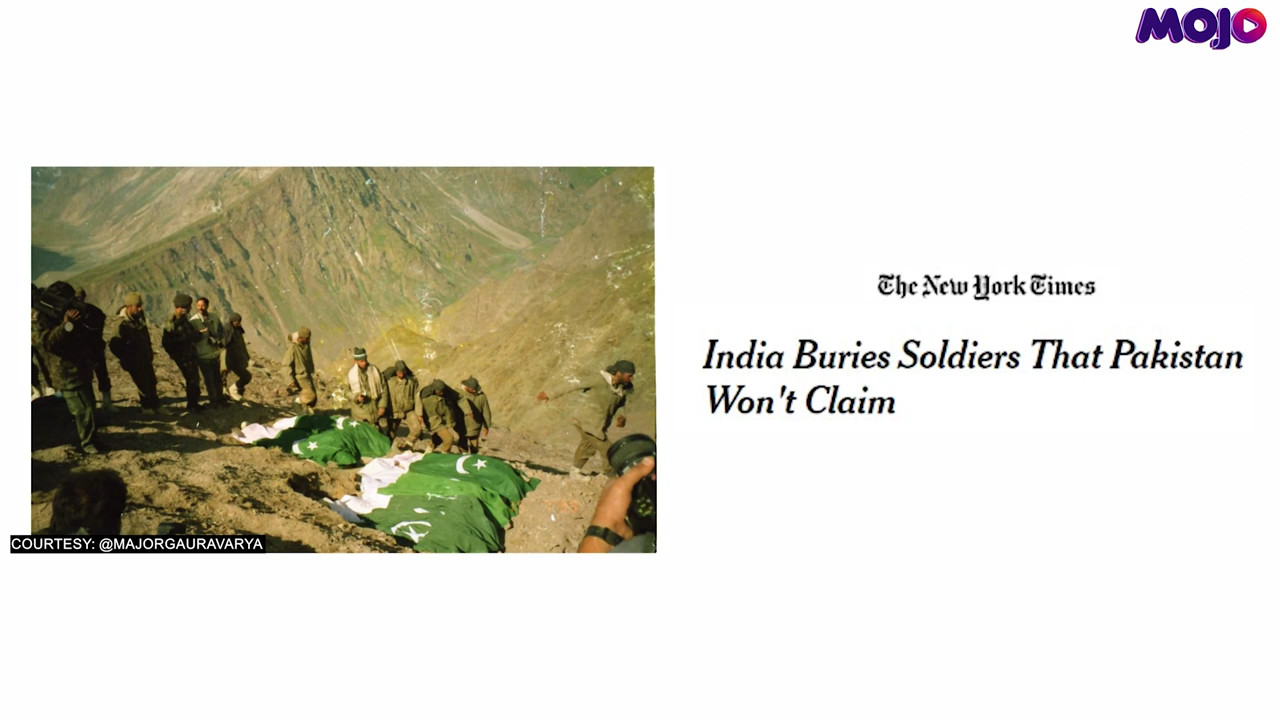 MOJO
The New York Times
India Buries Soldiers That Pakistan
Won't Claim
COURTESY: @MAJORGAURAVARYA